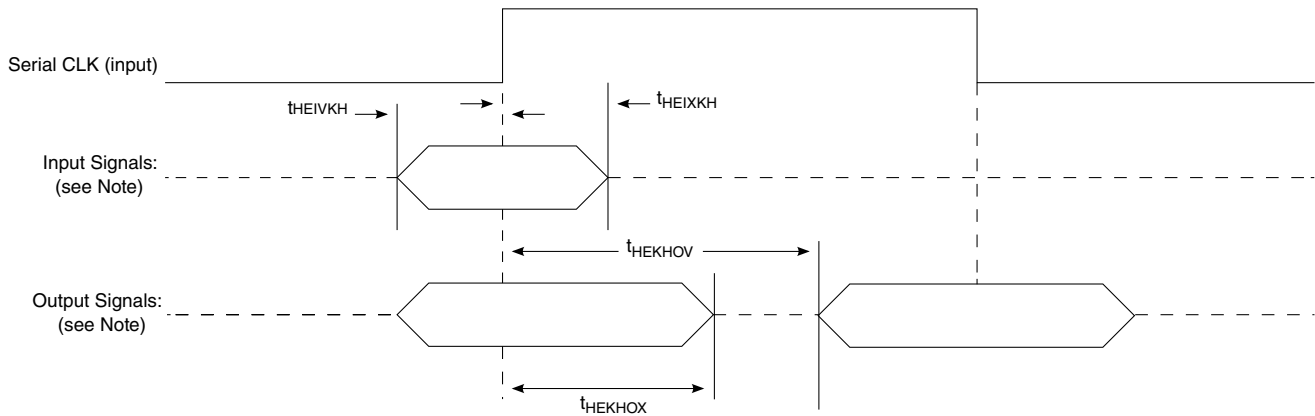 Serial CLK (input)
tHEIVKH
tHEIXKH
Input Signals:
(see Note)
tHEKHOV
Output Signals:
(see Note)
tHEKHOX